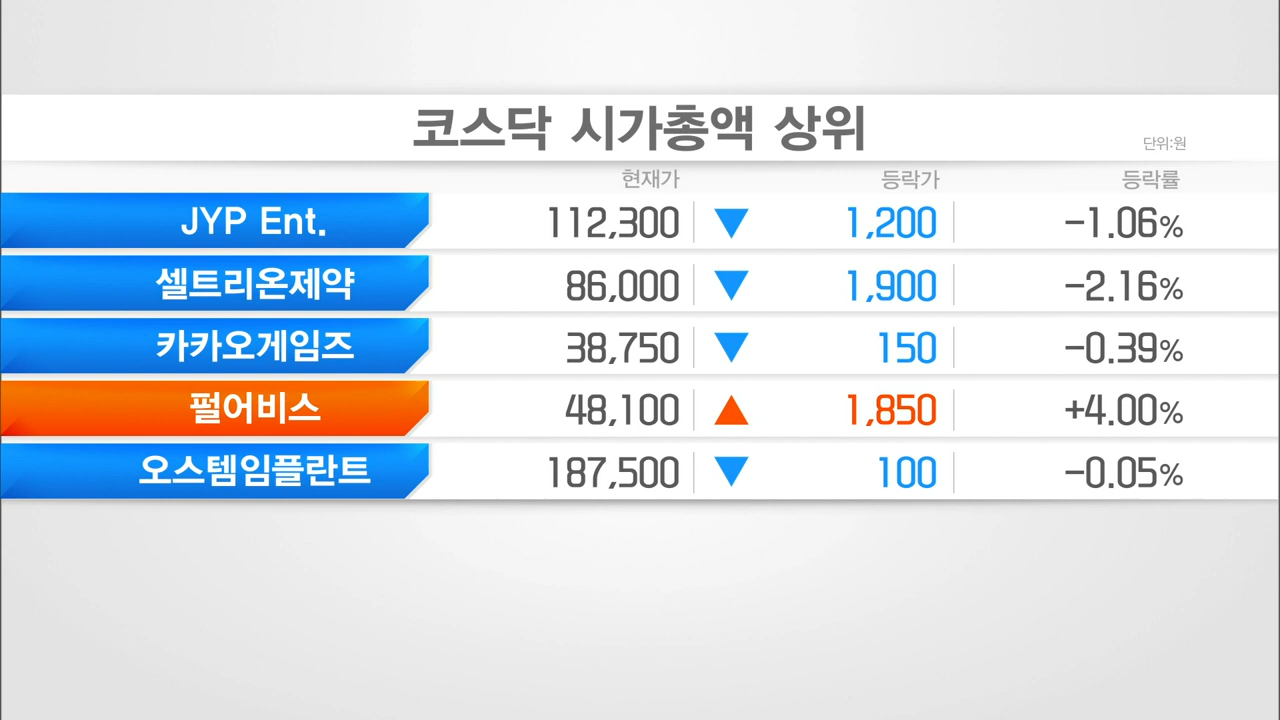 코스닥 시가총액 상위
단위:원
현재가 등락가 등락률
JYP Ent. 112,300 ▼ 1,200 -1.06%
셀트리온제약 86,000 ▼ 1,900 -2.16%
카카오게임즈 38,750 ▼ 150 -0.39%
펄어비스 48,100 ▲ 1,850 +4.00%
오스템임플란트 187,500 ▼ 100 -0.05%